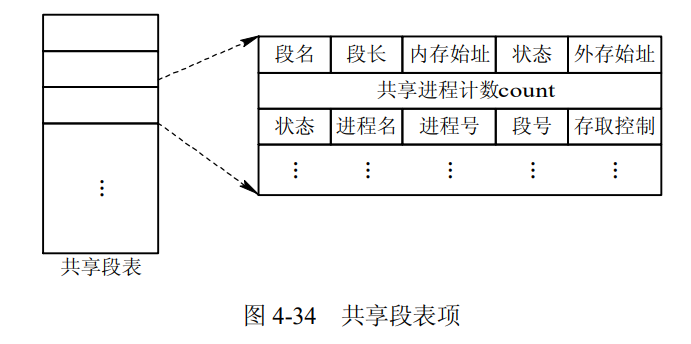 段名 段长 内存始址 状态 外存始址
共享进程计数count
状态 进程名 进程号 段号 存取控制
⋮ ⋮ ⋮ ⋮ ⋮
⋮
共享段表
图 4-34 共享段表项